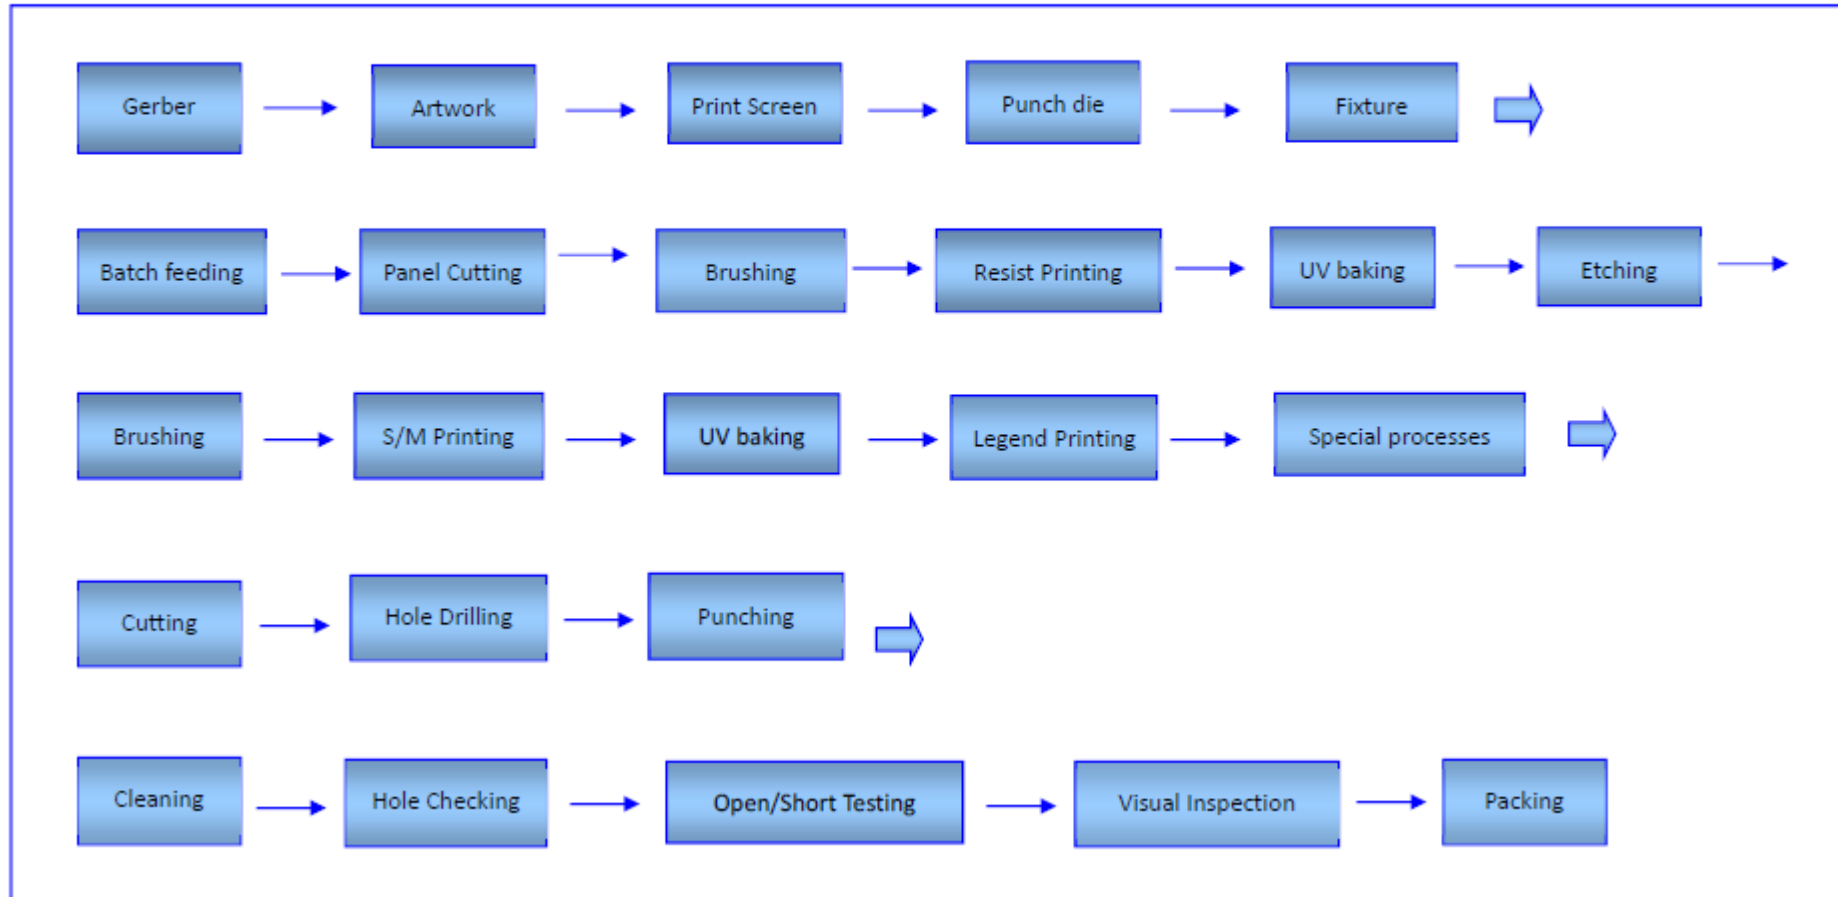 Gerber
Artwork
Print Screen
Punch die
Fixture
Batch feeding
Panel Cutting
Brushing
Resist Printing
UV baking
Etching
Brushing
S/M Printing
UV baking
Legend Printing
Special processes
Cutting
Hole Drilling
Punching
Cleaning
Hole Checking
Open/Short Testing
Visual Inspection
Packing